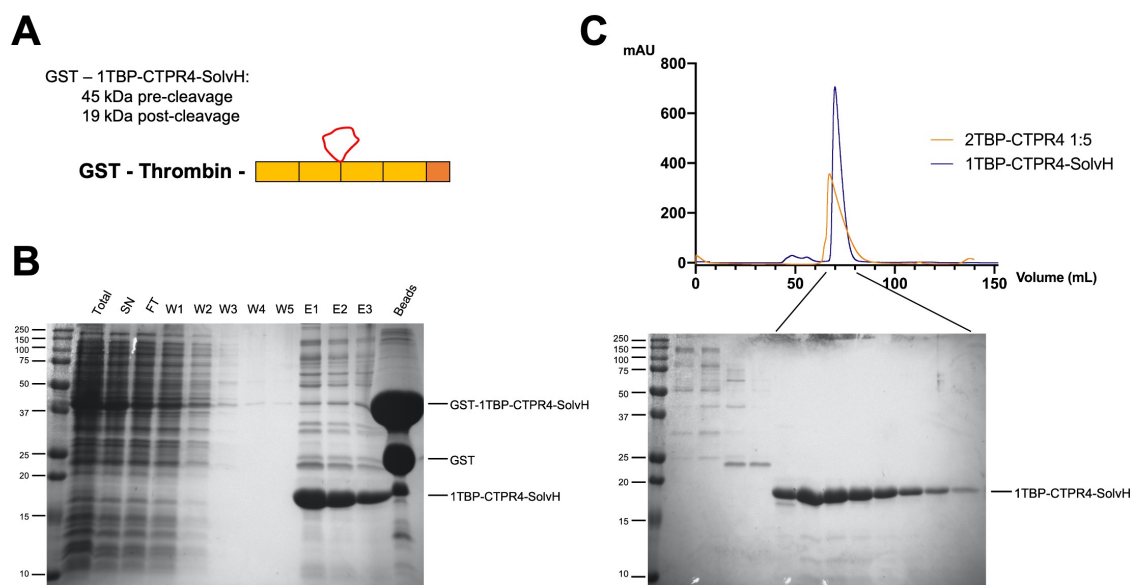 A
GST – 1TBP-CTPR4-SolvH:
45 kDa pre-cleavage
19 kDa post-cleavage
GST - Thrombin -
B
Total SN FT W1 W2 W3 W4 W5 E1 E2 E3 Beads
250
150
100
75
50
37
25
20
15
10
GST-1TBP-CTPR4-SolvH
GST
1TBP-CTPR4-SolvH
C
mAU
800
600
400
200
0
0 50 100 150
Volume (mL)
2TBP-CTPR4 1:5
1TBP-CTPR4-SolvH
250
150
100
75
50
37
25
20
15
10
1TBP-CTPR4-SolvH